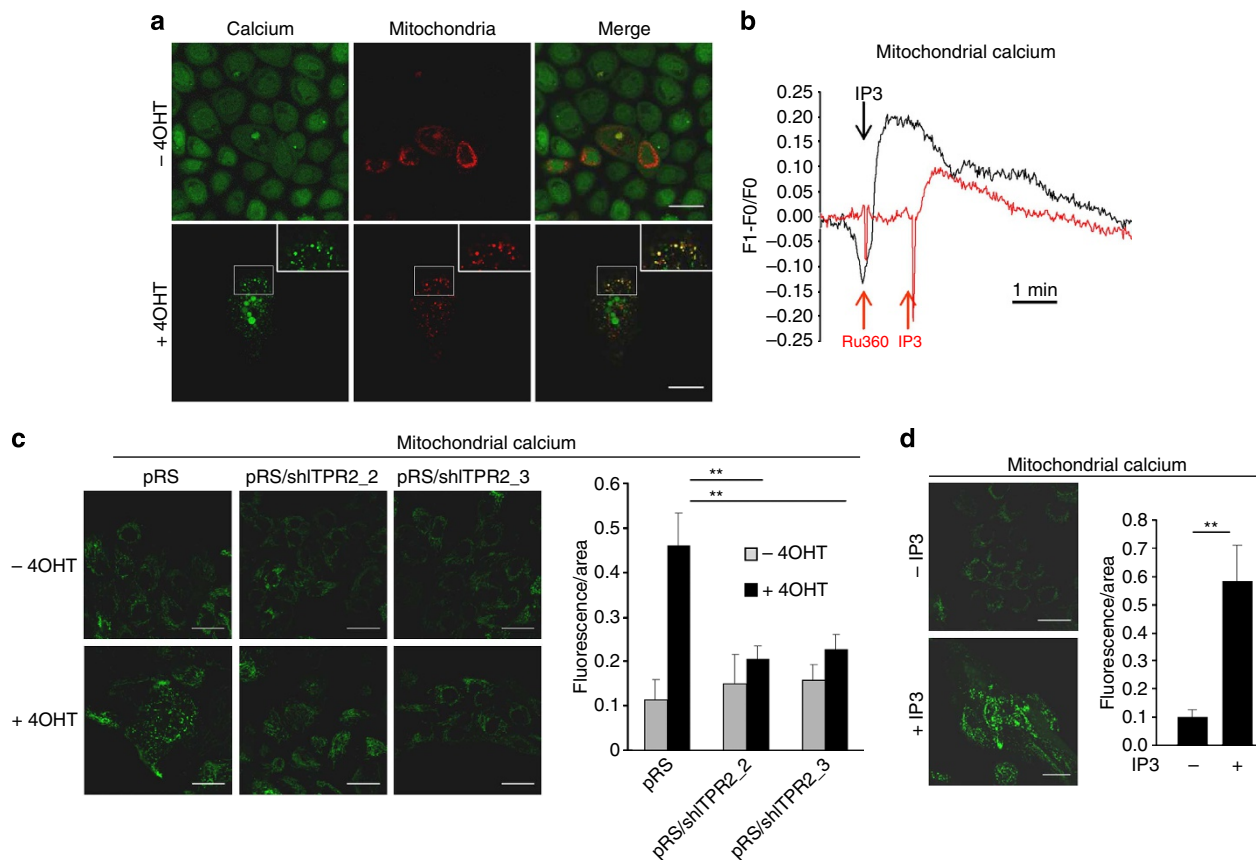 a
Calcium
Mitochondria
Merge
– 4OHT
+ 4OHT
b
Mitochondrial calcium
F1-F0/F0
0.25
0.20
0.15
0.10
0.05
0.00
–0.05
–0.10
–0.15
–0.20
–0.25
IP3
Ru360
IP3
1 min
c
Mitochondrial calcium
pRS
pRS/shITPR2_2
pRS/shITPR2_3
– 4OHT
+ 4OHT
Fluorescence/area
0.6
0.5
0.4
0.3
0.2
0.1
0
**
**
– 4OHT
+ 4OHT
pRS
pRS/shITPR2_2
pRS/shITPR2_3
d
Mitochondrial calcium
– IP3
+ IP3
Fluorescence/area
0.8
0.7
0.6
0.5
0.4
0.3
0.2
0.1
0.0
**
IP3 – +